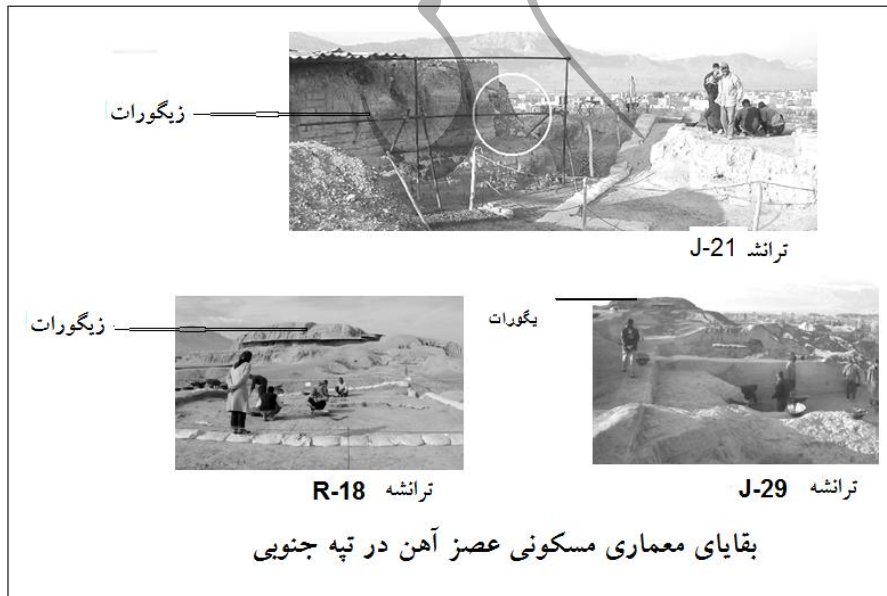 زیگورات
ترانشه J-21
زیگورات
یگورات
ترانشه R-18
ترانشه J-29
بقایای معماری مسکونی عصز آهن در تپه جنوبی